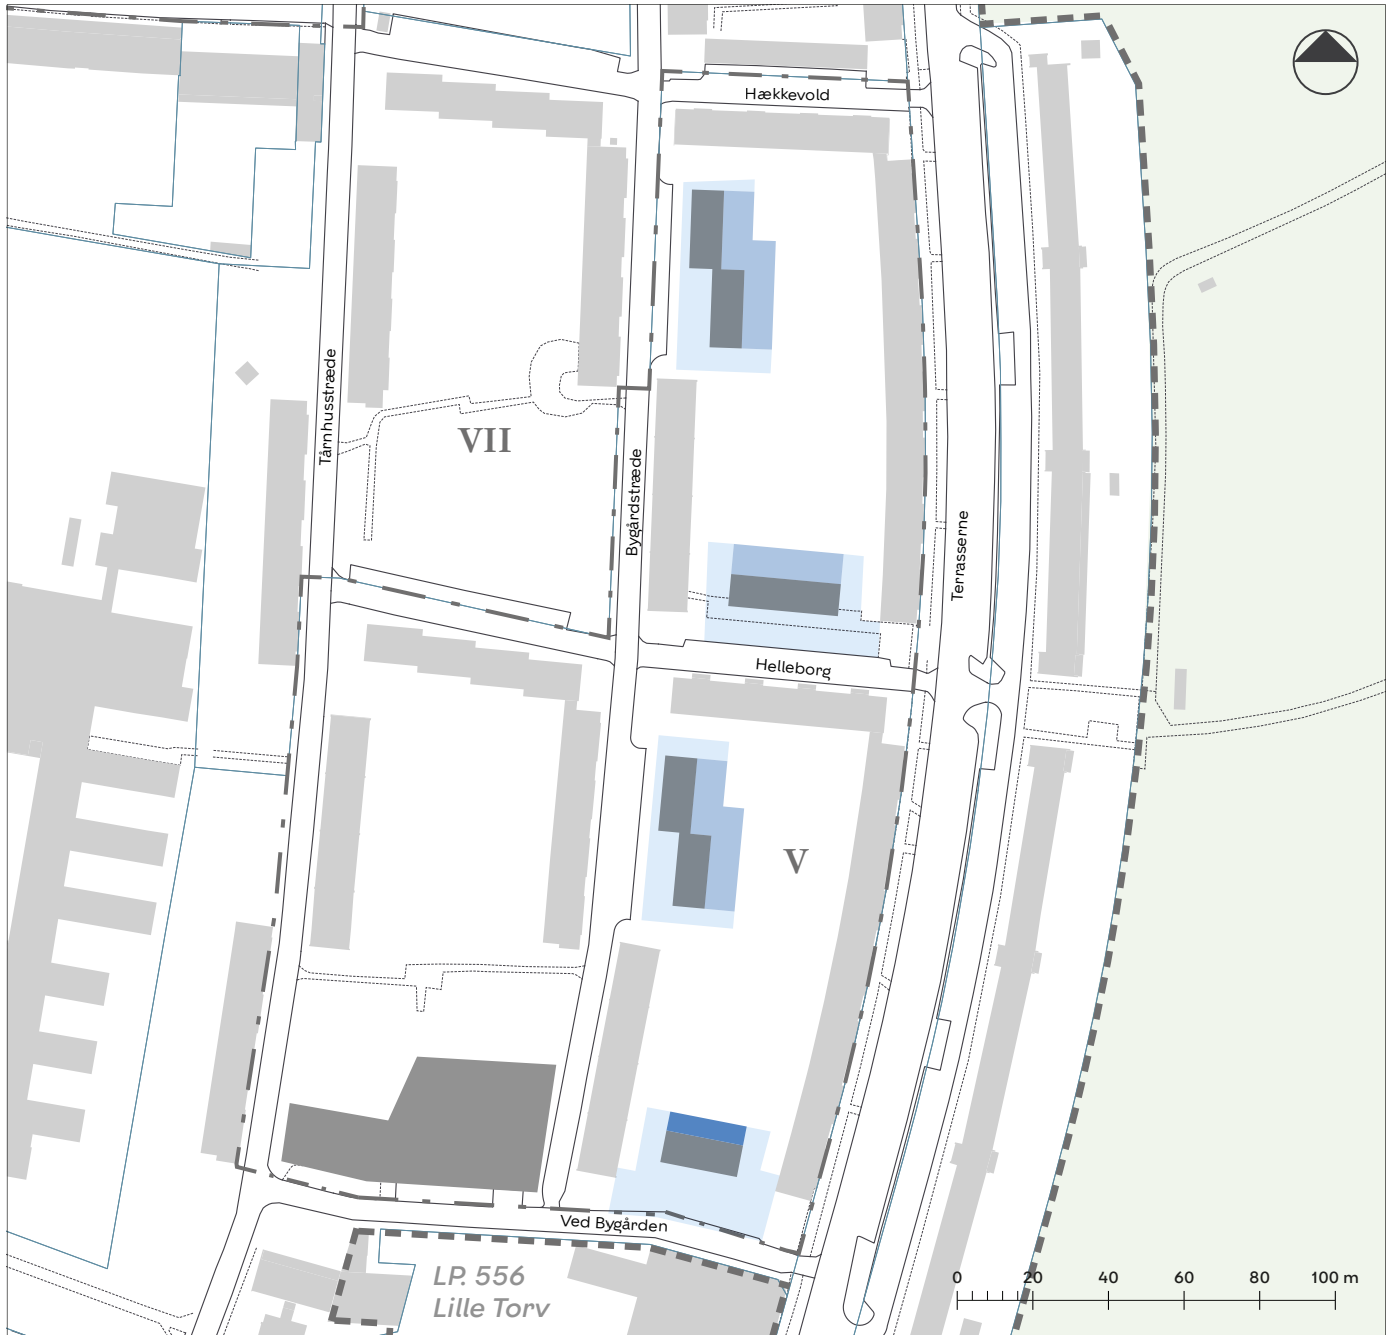 Hækkevold
Tårnhusstræde
VII
Bygårdstræde
Terrasserne
Helleborg
V
Ved Bygården
LP. 556
Lille Torv
0 20 40 60 80 100 m